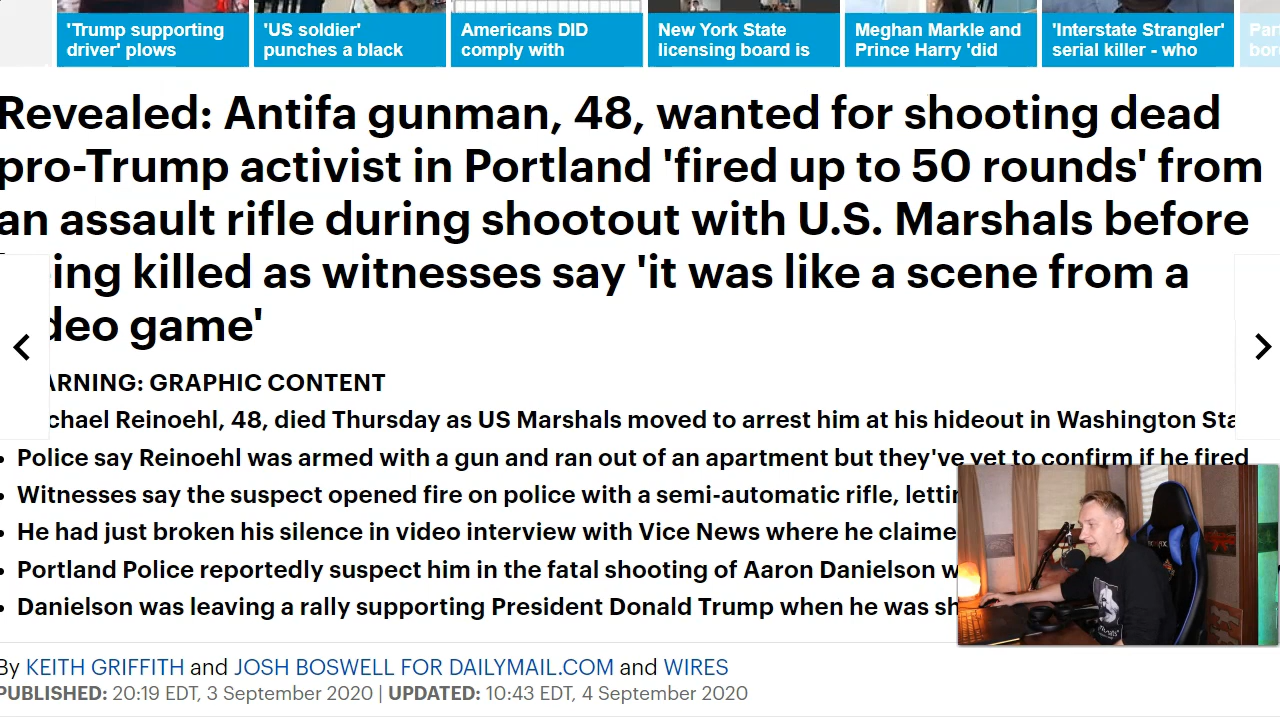 'Trump supporting
driver' plows
'US soldier'
punches a black
Americans DID
comply with
New York State
licensing board is
Meghan Markle and
Prince Harry 'did
'Interstate Strangler'
serial killer - who
Revealed: Antifa gunman, 48, wanted for shooting dead
pro-Trump activist in Portland 'fired up to 50 rounds' from
an assault rifle during shootout with U.S. Marshals before
ing killed as witnesses say 'it was like a scene from a
deo game'
ARNING: GRAPHIC CONTENT
chael Reinoehl, 48, died Thursday as US Marshals moved to arrest him at his hideout in Washington Sta
• Police say Reinoehl was armed with a gun and ran out of an apartment but they've yet to confirm if he fired
• Witnesses say the suspect opened fire on police with a semi-automatic rifle, lettin
• He had just broken his silence in video interview with Vice News where he claime
• Portland Police reportedly suspect him in the fatal shooting of Aaron Danielson w
• Danielson was leaving a rally supporting President Donald Trump when he was sh
By KEITH GRIFFITH and JOSH BOSWELL FOR DAILYMAIL.COM and WIRES
PUBLISHED: 20:19 EDT, 3 September 2020 | UPDATED: 10:43 EDT, 4 September 2020